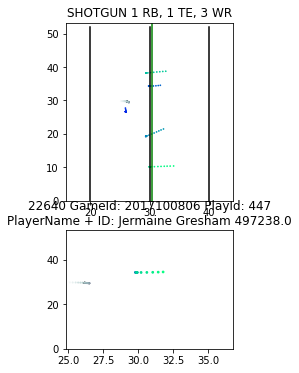 SHOTGUN 1 RB, 1 TE, 3 WR
50
40
30
20
10
0
20 30 40
22640 GameId: 2017100806 PlayId: 447
PlayerName + ID: Jermaine Gresham 497238.0
40
20
0
25.0 27.5 30.0 32.5 35.0